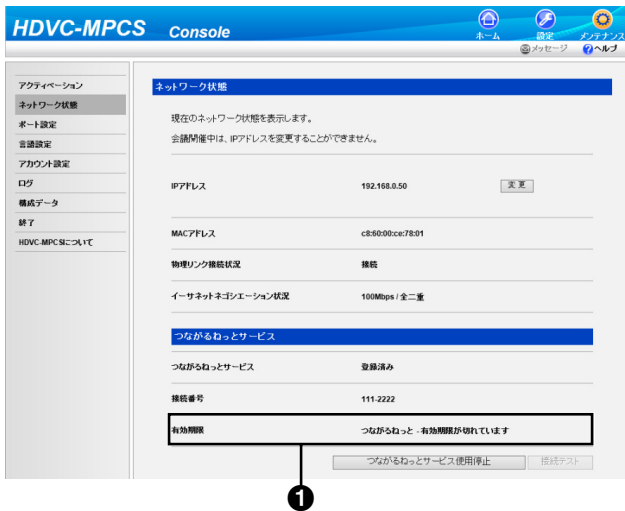 HDVC-MPCS Console
ホーム
設定
メンテナンス
メッセージ
ヘルプ
アクティベーション
ネットワーク状態
ポート設定
言語設定
アカウント設定
ログ
構成データ
終了
HDVC-MPCSについて
ネットワーク状態
現在のネットワーク状態を表示します。
会議開催中は、IPアドレスを変更することができません。
IPアドレス 192.168.0.50 変更
MACアドレス c8:60:00:ce:78:01
物理リンク接続状況 接続
イーサネットネゴシエーション状況 100Mbps / 全二重
つながるねっとサービス
つながるねっとサービス 登録済み
接続番号 111-2222
有効期限 つながるねっと - 有効期限が切れています
つながるねっとサービス使用停止 接続テスト
1